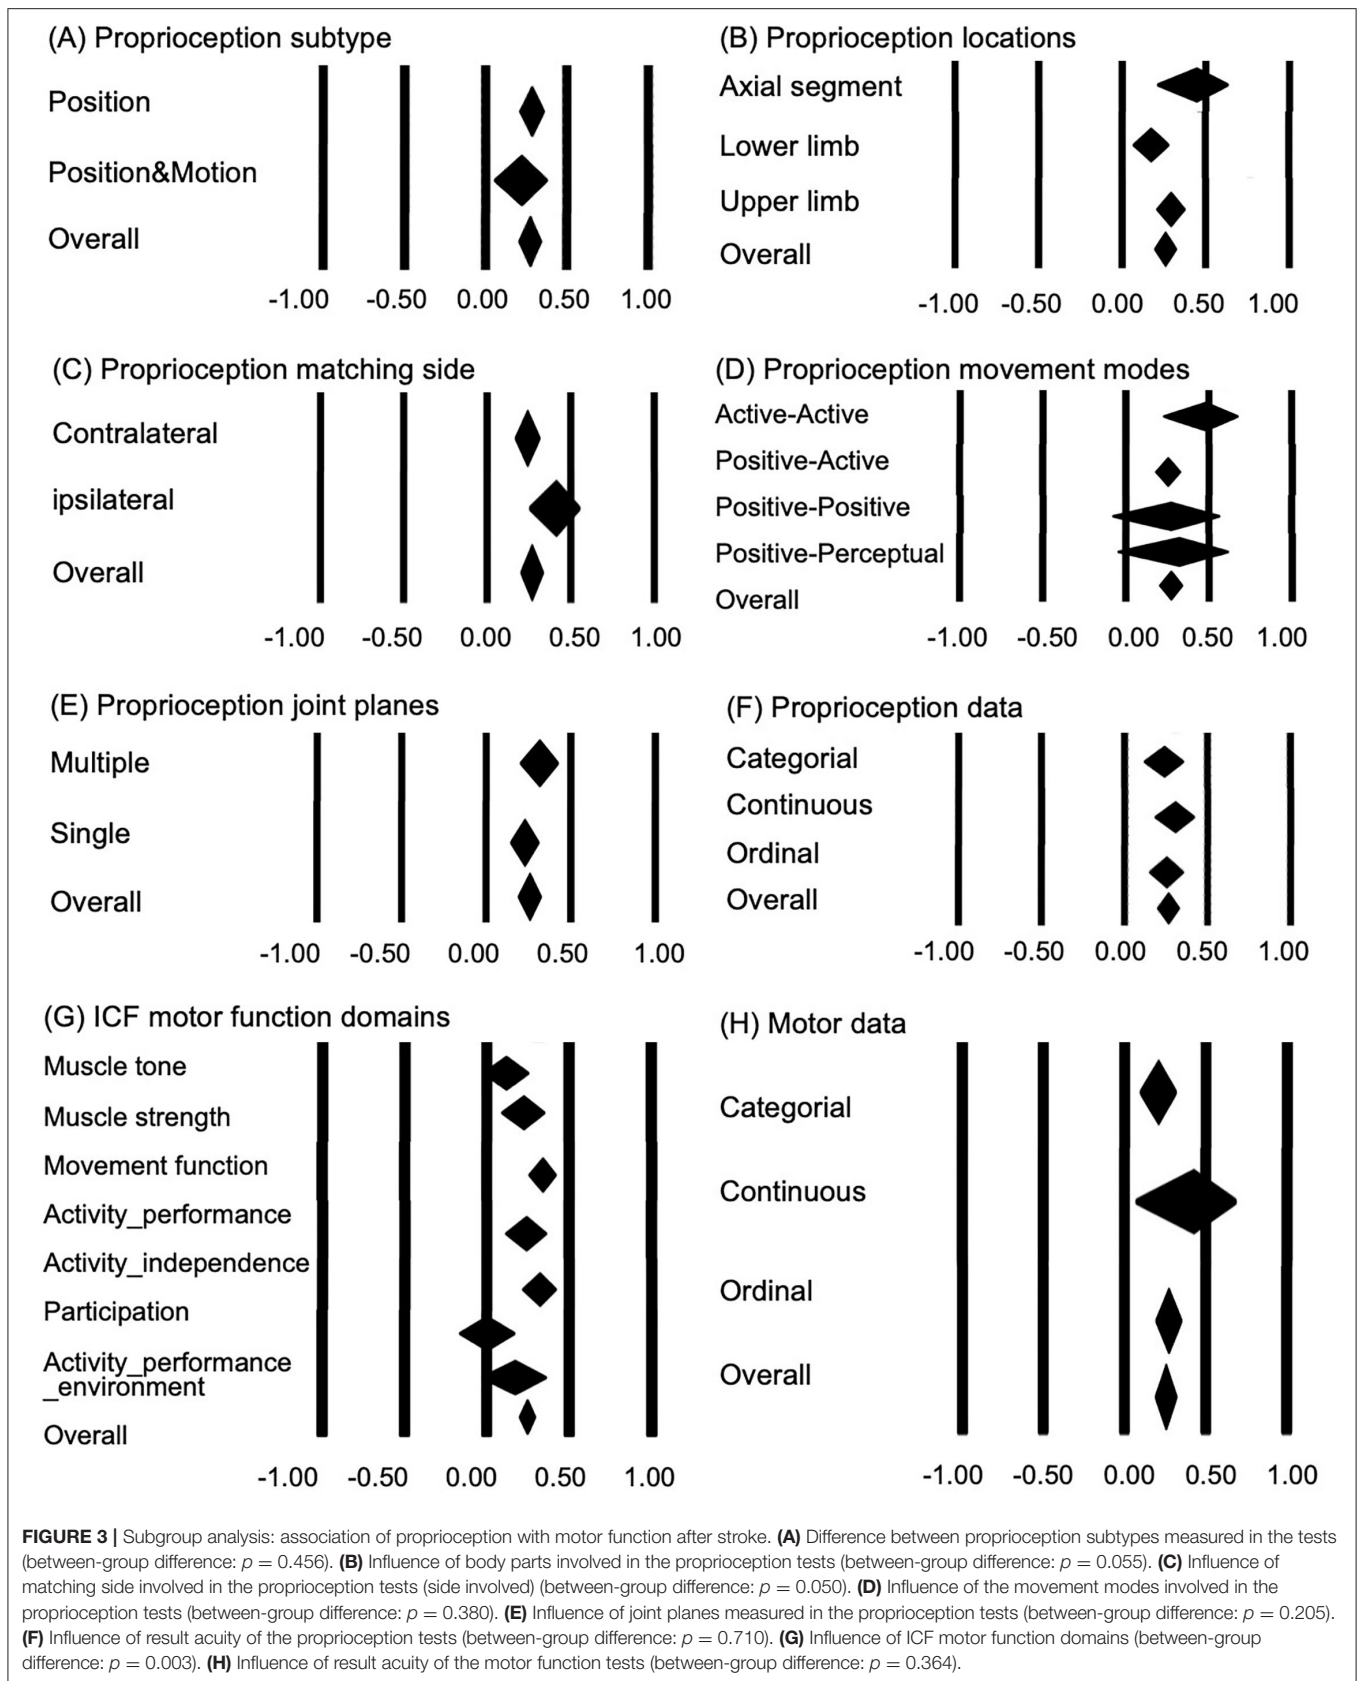 (A) Proprioception subtype
Position
Position&Motion
Overall
-1.00 -0.50 0.00 0.50 1.00
(B) Proprioception locations
Axial segment
Lower limb
Upper limb
Overall
-1.00 -0.50 0.00 0.50 1.00
(C) Proprioception matching side
Contralateral
ipsilateral
Overall
-1.00 -0.50 0.00 0.50 1.00
(D) Proprioception movement modes
Active-Active
Positive-Active
Positive-Positive
Positive-Perceptual
Overall
-1.00 -0.50 0.00 0.50 1.00
(E) Proprioception joint planes
Multiple
Single
Overall
-1.00 -0.50 0.00 0.50 1.00
(F) Proprioception data
Categorial
Continuous
Ordinal
Overall
-1.00 -0.50 0.00 0.50 1.00
(G) ICF motor function domains
Muscle tone
Muscle strength
Movement function
Activity_performance
Activity_independence
Participation
Activity_performance
_environment
Overall
-1.00 -0.50 0.00 0.50 1.00
(H) Motor data
Categorial
Continuous
Ordinal
Overall
-1.00 -0.50 0.00 0.50 1.00
FIGURE 3 | Subgroup analysis: association of proprioception with motor function after stroke. (A) Difference between proprioception subtypes measured in the tests
(between-group difference: p = 0.456). (B) Influence of body parts involved in the proprioception tests (between-group difference: p = 0.055). (C) Influence of
matching side involved in the proprioception tests (side involved) (between-group difference: p = 0.050). (D) Influence of the movement modes involved in the
proprioception tests (between-group difference: p = 0.380). (E) Influence of joint planes measured in the proprioception tests (between-group difference: p = 0.205).
(F) Influence of result acuity of the proprioception tests (between-group difference: p = 0.710). (G) Influence of ICF motor function domains (between-group
difference: p = 0.003). (H) Influence of result acuity of the motor function tests (between-group difference: p = 0.364).